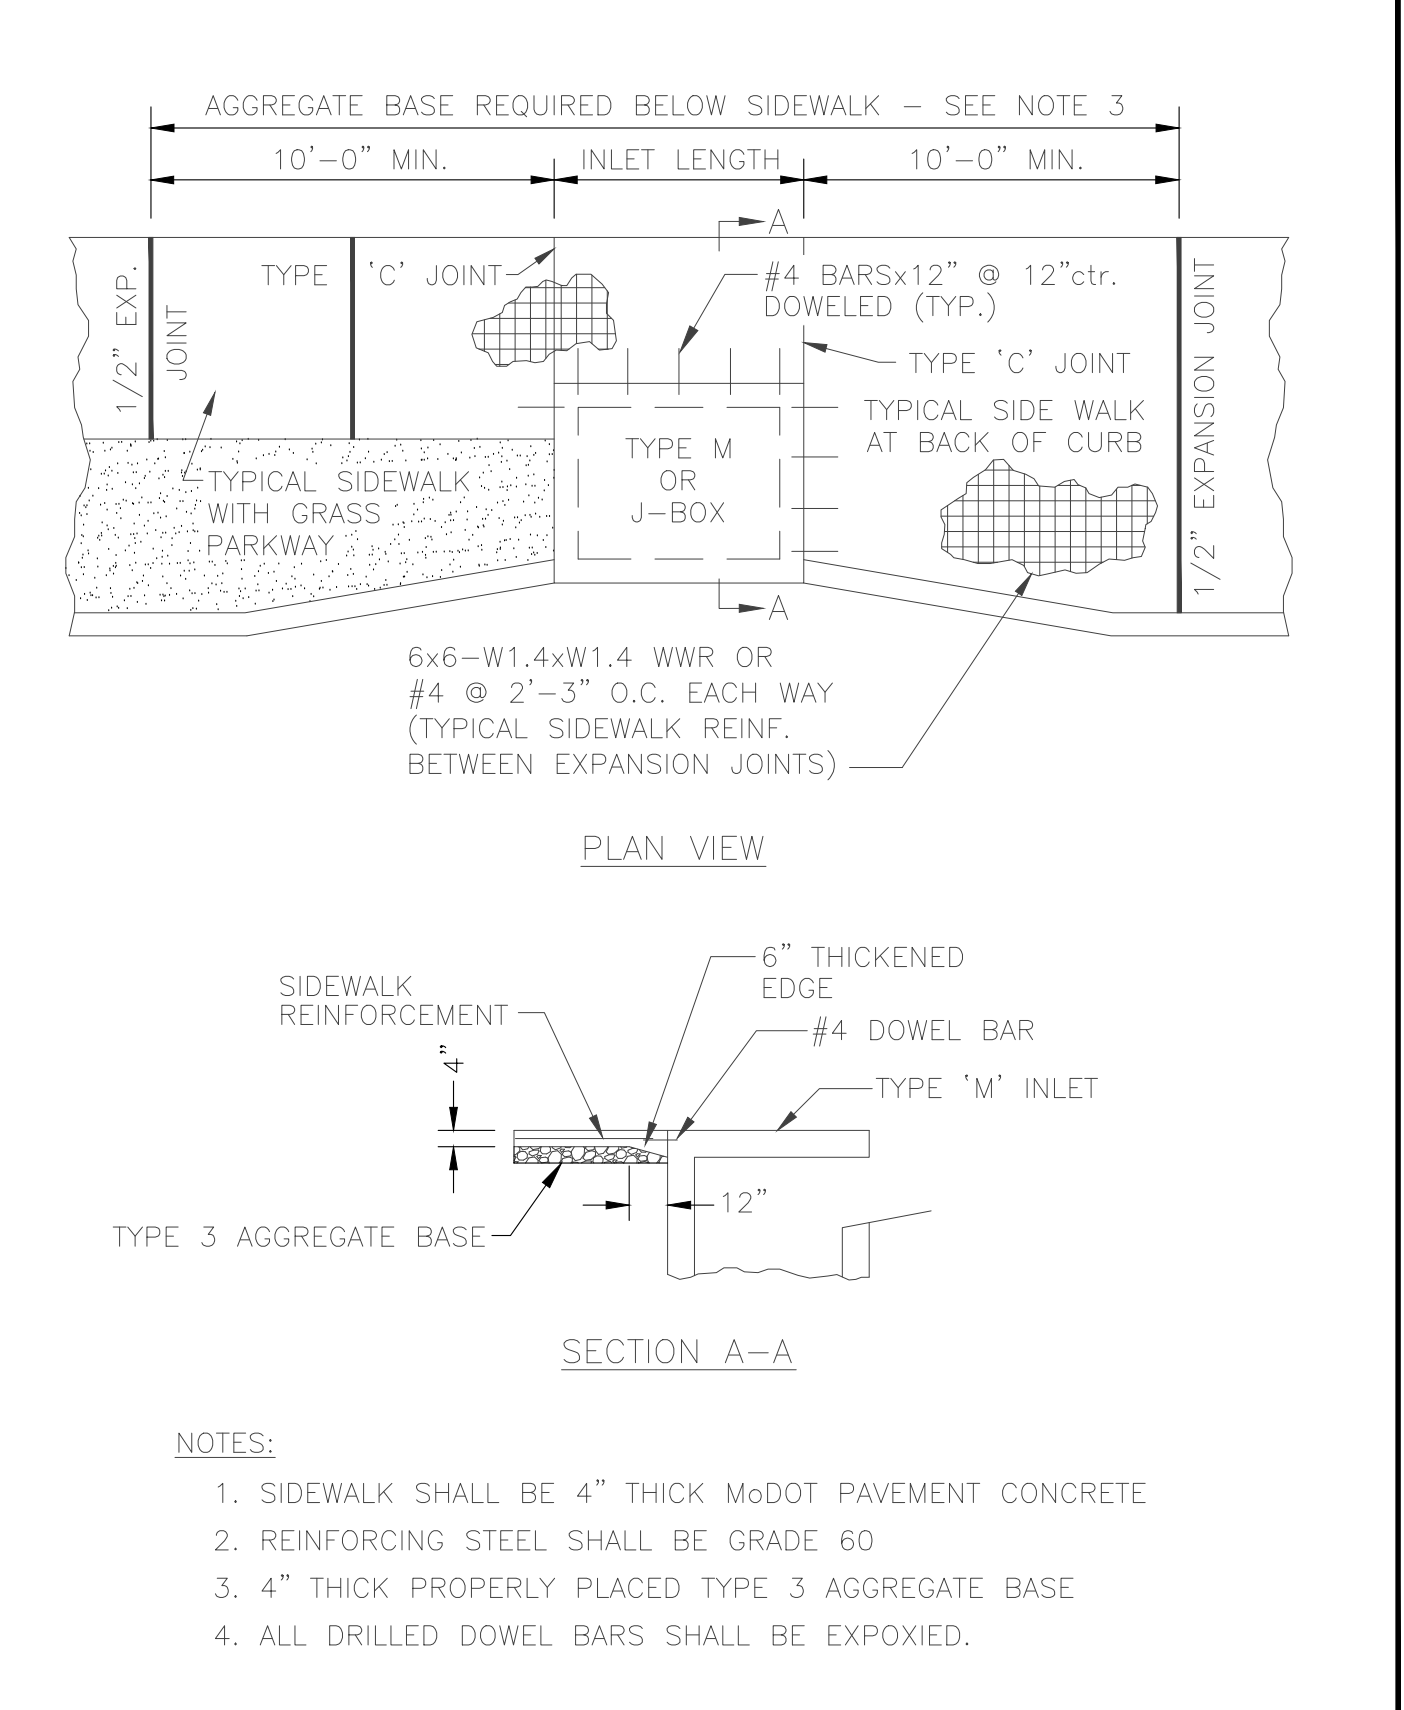 AGGREGATE BASE REQUIRED BELOW SIDEWALK – SEE NOTE 3
10'–0" MIN.
INLET LENGTH
10'–0" MIN.
A
1/2" EXP.
JOINT
TYPE 'C' JOINT
#4 BARSx12" @ 12"ctr.
DOWELED (TYP.)
TYPE 'C' JOINT
1/2" EXPANSION JOINT
TYPICAL SIDE WALK
AT BACK OF CURB
TYPE M
OR
J–BOX
TYPICAL SIDEWALK
WITH GRASS
PARKWAY
A
6x6–W1.4xW1.4 WWR OR
#4 @ 2'–3" O.C. EACH WAY
(TYPICAL SIDEWALK REINF.
BETWEEN EXPANSION JOINTS)
PLAN VIEW
6" THICKENED
EDGE
SIDEWALK
REINFORCEMENT
#4 DOWEL BAR
4"
TYPE 'M' INLET
12"
TYPE 3 AGGREGATE BASE
SECTION A–A
NOTES:
1. SIDEWALK SHALL BE 4" THICK MoDOT PAVEMENT CONCRETE
2. REINFORCING STEEL SHALL BE GRADE 60
3. 4" THICK PROPERLY PLACED TYPE 3 AGGREGATE BASE
4. ALL DRILLED DOWEL BARS SHALL BE EXPOXIED.